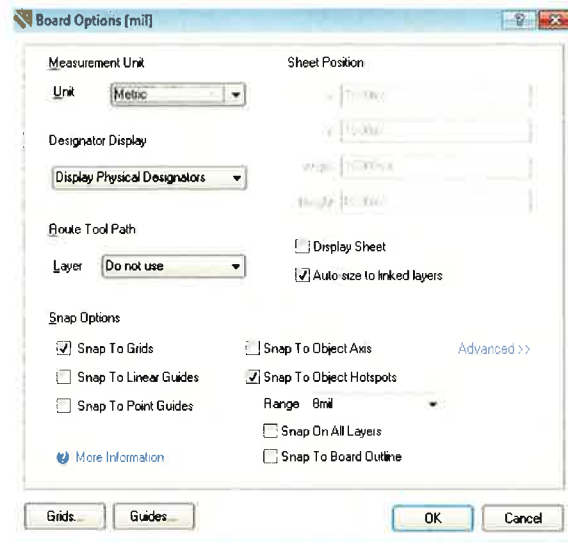 Board Options [mil]
Measurement Unit
Unit Metric
Designator Display
Display Physical Designators
Route Tool Path
Layer Do not use
Sheet Position
Display Sheet
Auto-size to linked layers
Snap Options
Snap To Grids
Snap To Linear Guides
Snap To Point Guides
Snap To Object Axis
Advanced >>
Snap To Object Hotspots
Range 8mil
Snap On All Layers
Snap To Board Outline
More Information
Grids...
Guides...
OK
Cancel